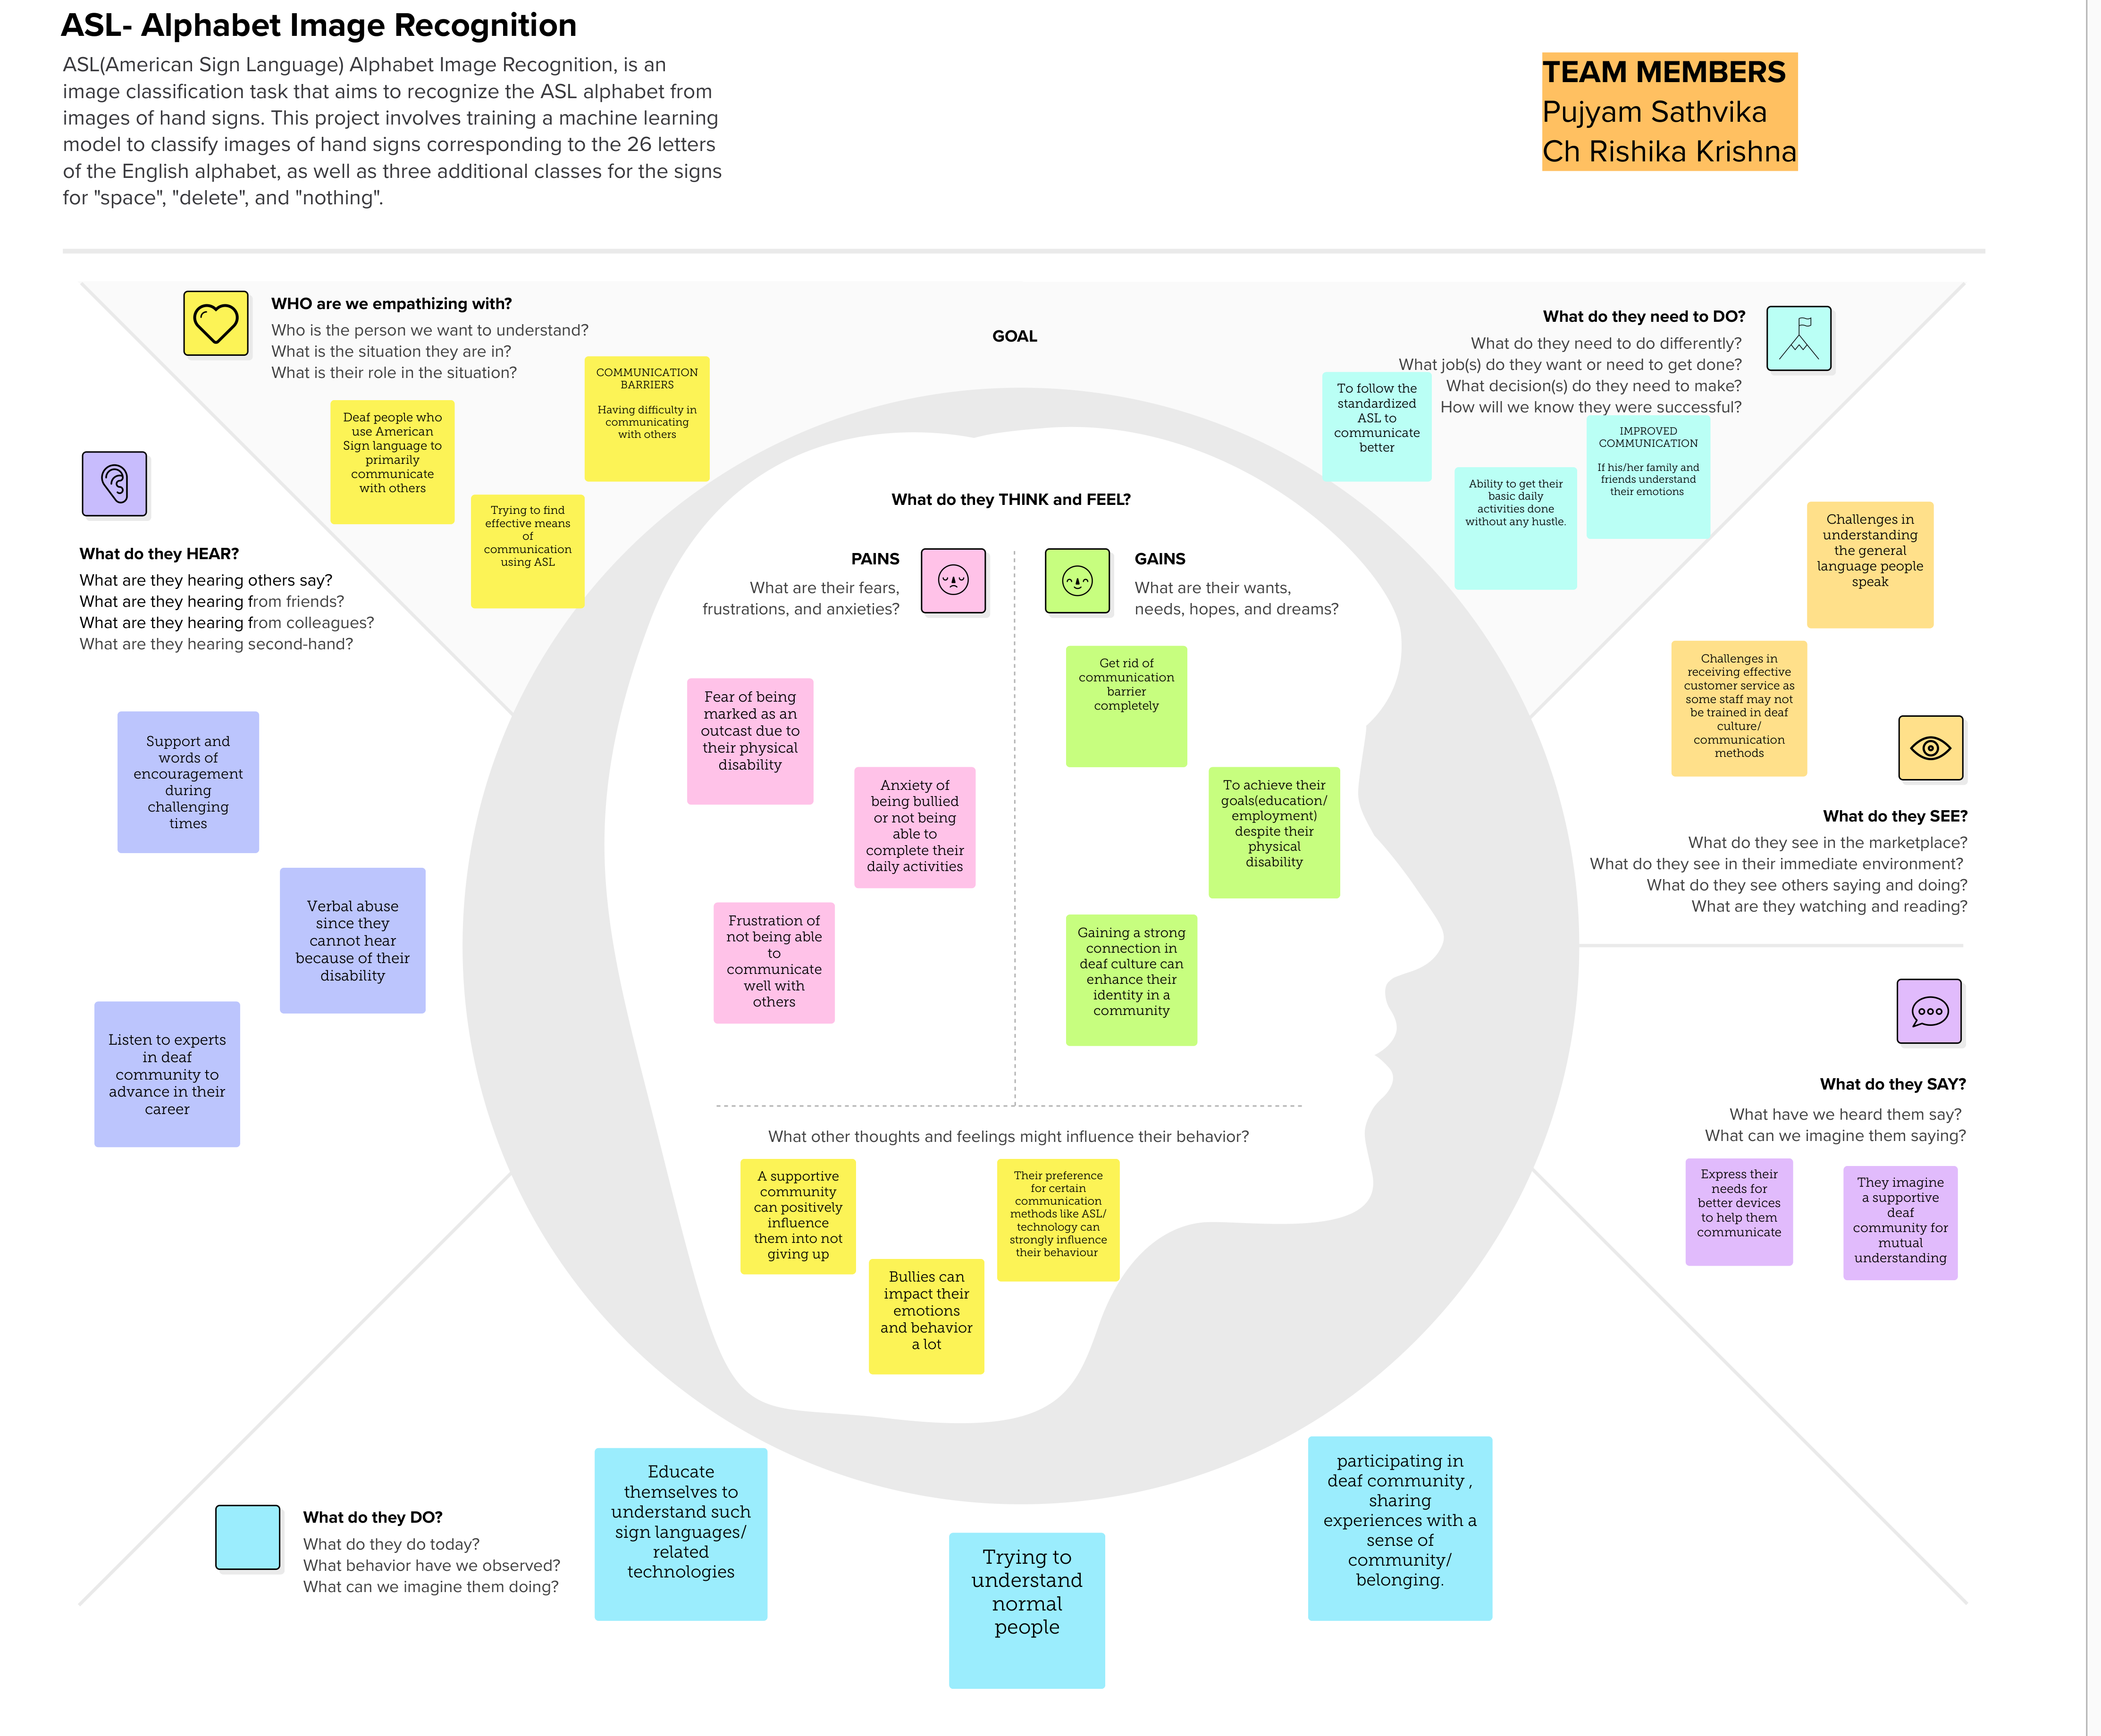 ASL- Alphabet Image Recognition
ASL(American Sign Language) Alphabet Image Recognition, is an
image classification task that aims to recognize the ASL alphabet from
images of hand signs. This project involves training a machine learning
model to classify images of hand signs corresponding to the 26 letters
of the English alphabet, as well as three additional classes for the signs
for "space", "delete", and "nothing".
TEAM MEMBERS
Pujyam Sathvika
Ch Rishika Krishna
WHO are we empathizing with?
Who is the person we want to understand?
What is the situation they are in?
What is their role in the situation?
COMMUNICATION
BARRIERS
Having difficulty in
communicating
with others
Deaf people who
use American
Sign language to
primarily
communicate
with others
Trying to find
effective means
of
communication
using ASL
GOAL
What do they need to DO?
What do they need to do differently?
What job(s) do they want or need to get done?
What decision(s) do they need to make?
How will we know they were successful?
To follow the
standardized
ASL to
communicate
better
Ability to get their
basic daily
activities done
without any hustle.
IMPROVED
COMMUNICATION
If his/her family and
friends understand
their emotions
What do they HEAR?
What are they hearing others say?
What are they hearing from friends?
What are they hearing from colleagues?
What are they hearing second-hand?
Support and
words of
encouragement
during
challenging
times
Verbal abuse
since they
cannot hear
because of their
disability
Listen to experts
in deaf
community to
advance in their
career
What do they THINK and FEEL?
PAINS
What are their fears,
frustrations, and anxieties?
GAINS
What are their wants,
needs, hopes, and dreams?
Fear of being
marked as an
outcast due to
their physical
disability
Anxiety of
being bullied
or not being
able to
complete their
daily activities
Frustration of
not being able
to
communicate
well with
others
Get rid of
communication
barrier
completely
To achieve their
goals(education/
employment)
despite their
physical
disability
Gaining a strong
connection in
deaf culture can
enhance their
identity in a
community
What other thoughts and feelings might influence their behavior?
A supportive
community
can positively
influence
them into not
giving up
Bullies can
impact their
emotions
and behavior
a lot
Their preference
for certain
communication
methods like ASL/
technology can
strongly influence
their behaviour
Challenges in
understanding
the general
language people
speak
Challenges in
receiving effective
customer service as
some staff may not
be trained in deaf
culture/
communication
methods
What do they SEE?
What do they see in the marketplace?
What do they see in their immediate environment?
What do they see others saying and doing?
What are they watching and reading?
What do they SAY?
What have we heard them say?
What can we imagine them saying?
Express their
needs for
better devices
to help them
communicate
They imagine
a supportive
deaf
community for
mutual
understanding
What do they DO?
What do they do today?
What behavior have we observed?
What can we imagine them doing?
Educate
themselves to
understand such
sign languages/
related
technologies
Trying to
understand
normal
people
participating in
deaf community ,
sharing
experiences with a
sense of
community/
belonging.